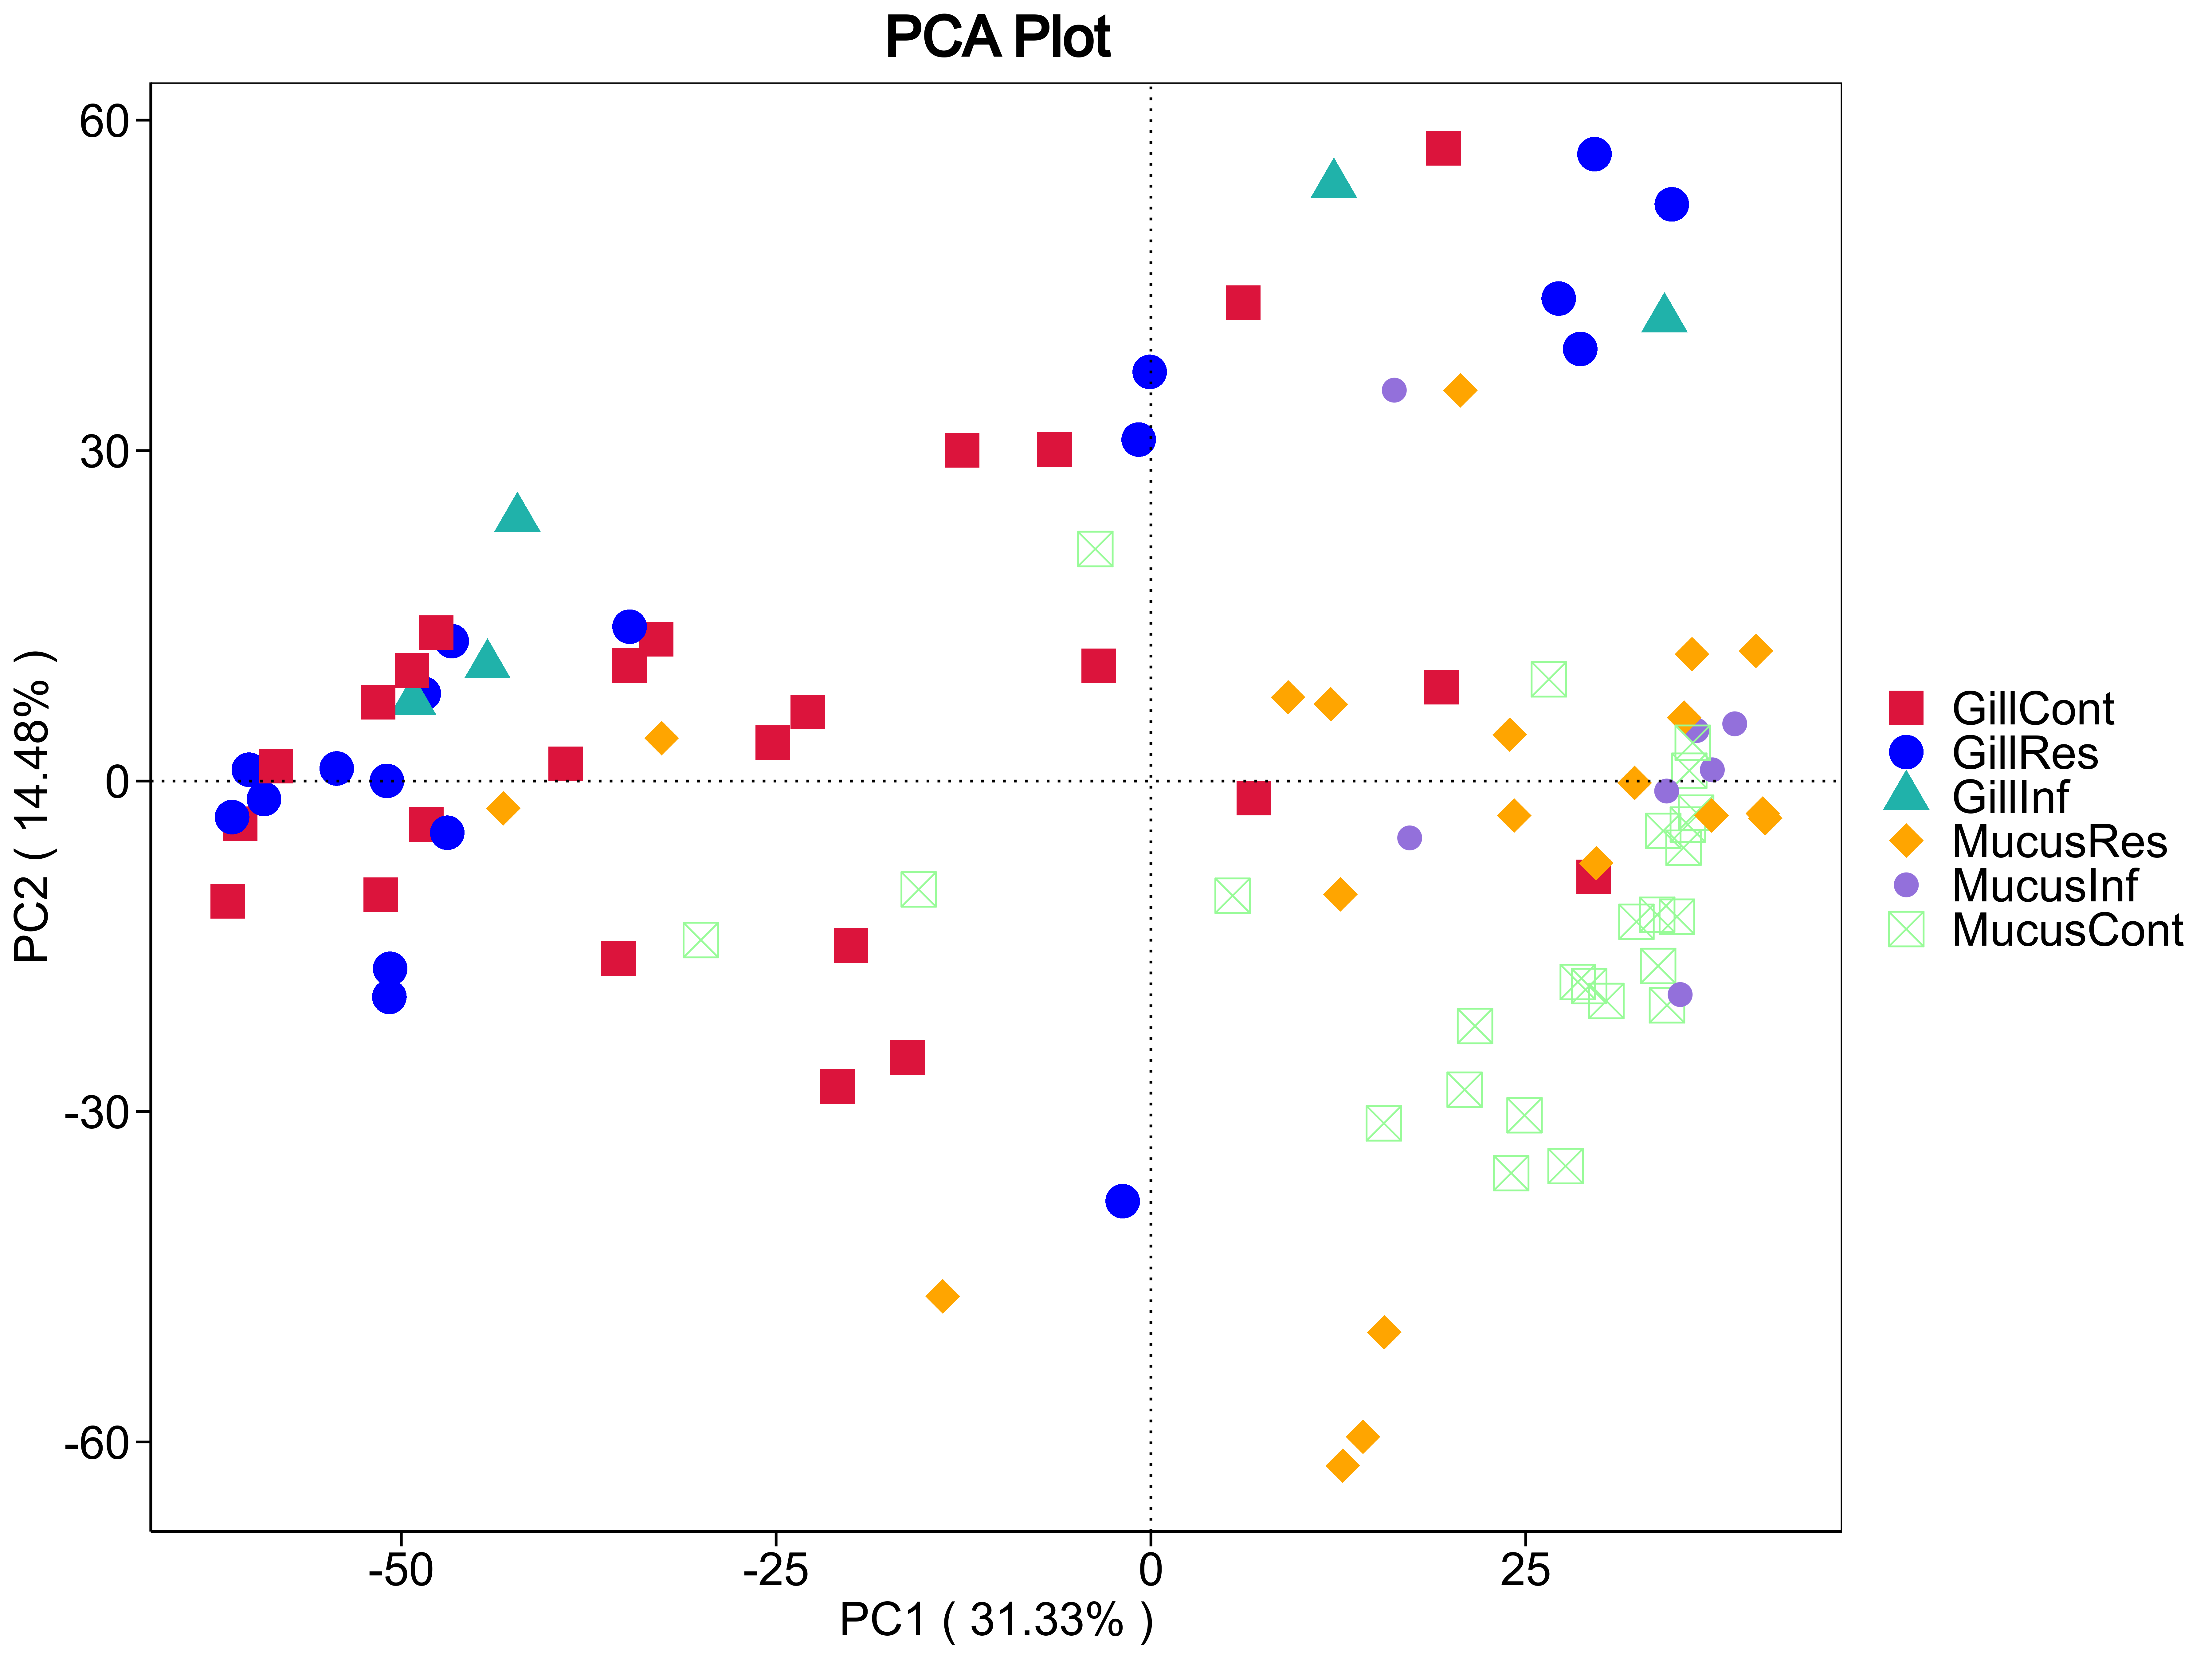 PCA Plot
60
30
0
-30
-60
PC2 ( 14.48% )
-50
-25
0
25
PC1 ( 31.33% )
GillCont
GillRes
GillInf
MucusRes
MucusInf
MucusCont